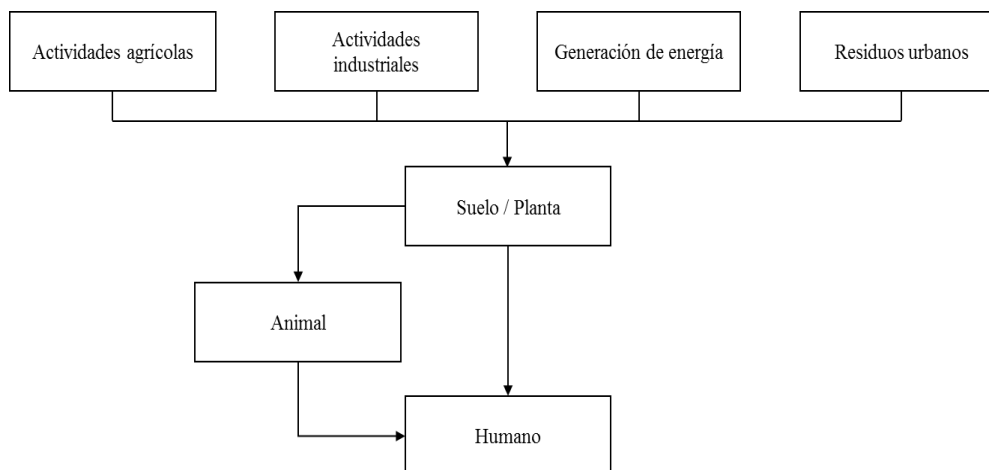 Actividades agrícolas
Actividades
industriales
Generación de energía
Residuos urbanos
Suelo / Planta
Animal
Humano